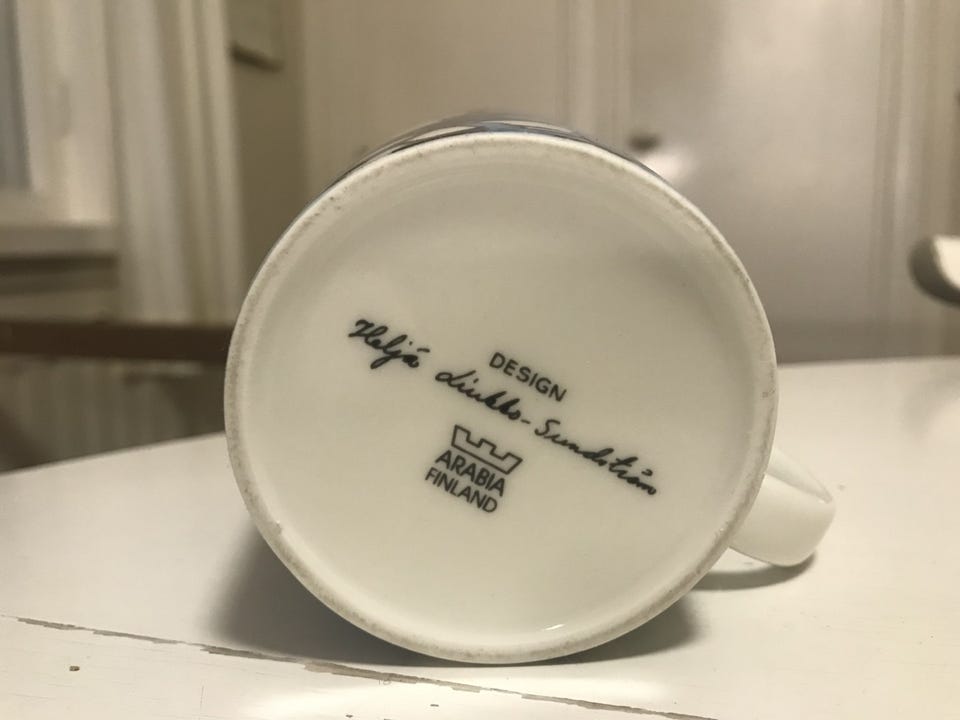 DESIGN
Heljä Liukko-Sundström
ARABIA
FINLAND